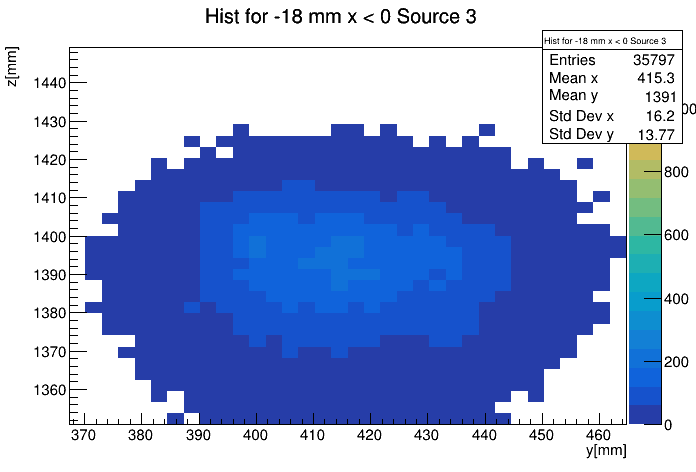 Hist for -18 mm x < 0 Source 3
z[mm]
Hist for -18 mm x < 0 Source 3
Entries 35797
Mean x 415.3
Mean y 1391
Std Dev x 16.2
Std Dev y 13.77
1440
1430
1420
1410
1400
1390
1380
1370
1360
800
600
400
200
0
370 380 390 400 410 420 430 440 450 460
y[mm]